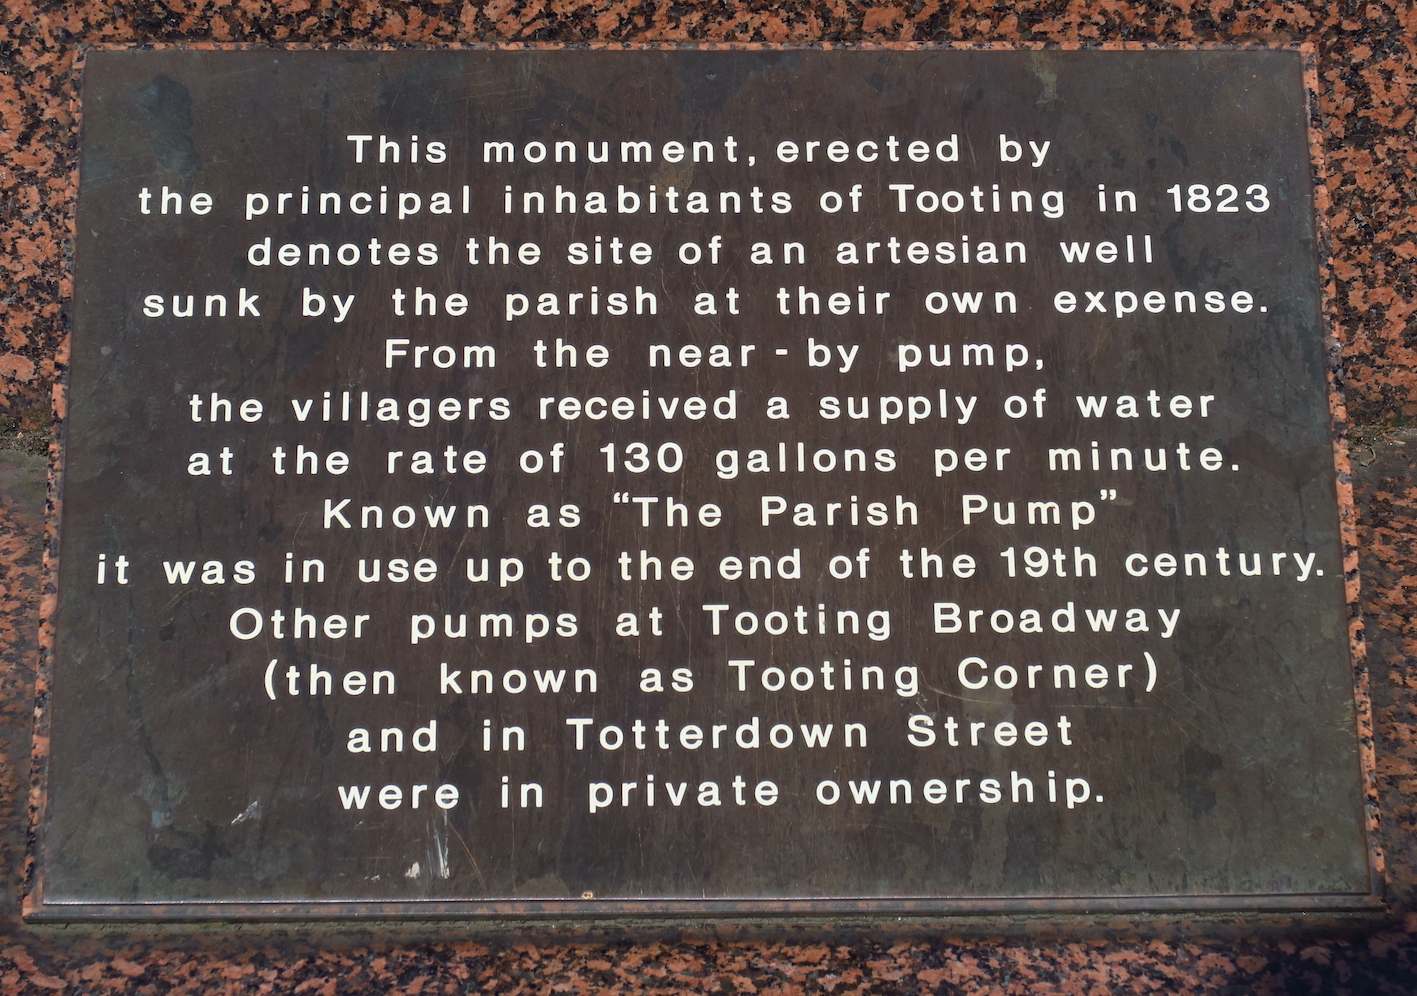 This monument, erected by
the principal inhabitants of Tooting in 1823
denotes the site of an artesian well
sunk by the parish at their own expense.
From the near-by pump,
the villagers received a supply of water
at the rate of 130 gallons per minute.
Known as “The Parish Pump”
it was in use up to the end of the 19th century.
Other pumps at Tooting Broadway
(then known as Tooting Corner)
and in Totterdown Street
were in private ownership.